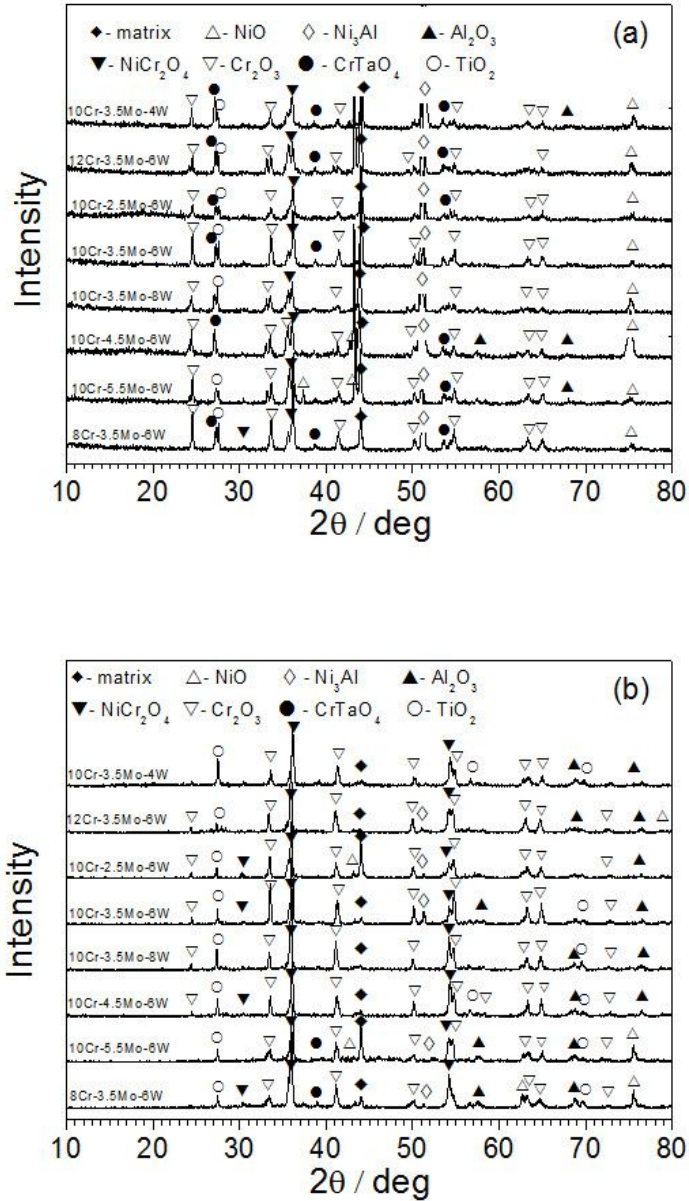 ◆ - matrix △ - NiO ◇ - Ni₃Al ▲ - Al₂O₃ (a)
▼ - NiCr₂O₄ ▽ - Cr₂O₃ ● - CrTaO₄ ○ - TiO₂
10Cr-3.5Mo-4W
12Cr-3.5Mo-6W
10Cr-2.5Mo-6W
10Cr-3.5Mo-6W
10Cr-3.5Mo-8W
10Cr-4.5Mo-6W
10Cr-5.5Mo-6W
8Cr-3.5Mo-6W
Intensity
10 20 30 40 50 60 70 80
2θ / deg
◆ - matrix △ - NiO ◇ - Ni₃Al ▲ - Al₂O₃ (b)
▼ - NiCr₂O₄ ▽ - Cr₂O₃ ● - CrTaO₄ ○ - TiO₂
10Cr-3.5Mo-4W
12Cr-3.5Mo-6W
10Cr-2.5Mo-6W
10Cr-3.5Mo-6W
10Cr-3.5Mo-8W
10Cr-4.5Mo-6W
10Cr-5.5Mo-6W
8Cr-3.5Mo-6W
Intensity
10 20 30 40 50 60 70 80
2θ / deg